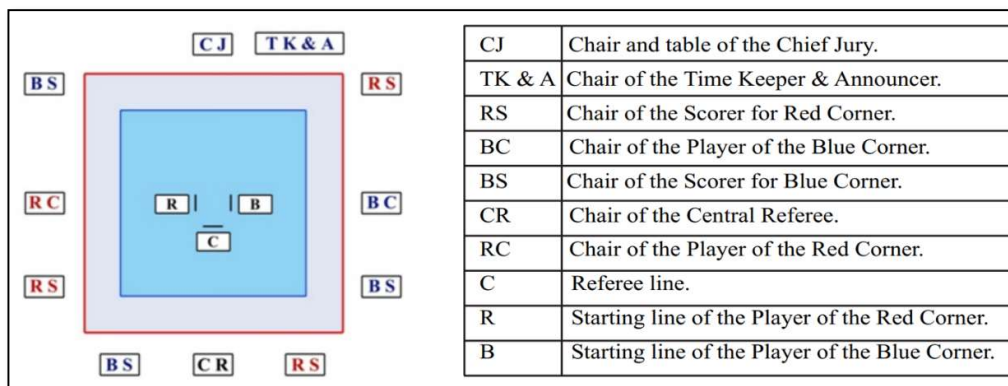 CJ TK & A
BS RS
RC R B BC
C
RS BS
BS CR RS
CJ Chair and table of the Chief Jury.
TK & A Chair of the Time Keeper & Announcer.
RS Chair of the Scorer for Red Corner.
BC Chair of the Player of the Blue Corner.
BS Chair of the Scorer for Blue Corner.
CR Chair of the Central Referee.
RC Chair of the Player of the Red Corner.
C Referee line.
R Starting line of the Player of the Red Corner.
B Starting line of the Player of the Blue Corner.